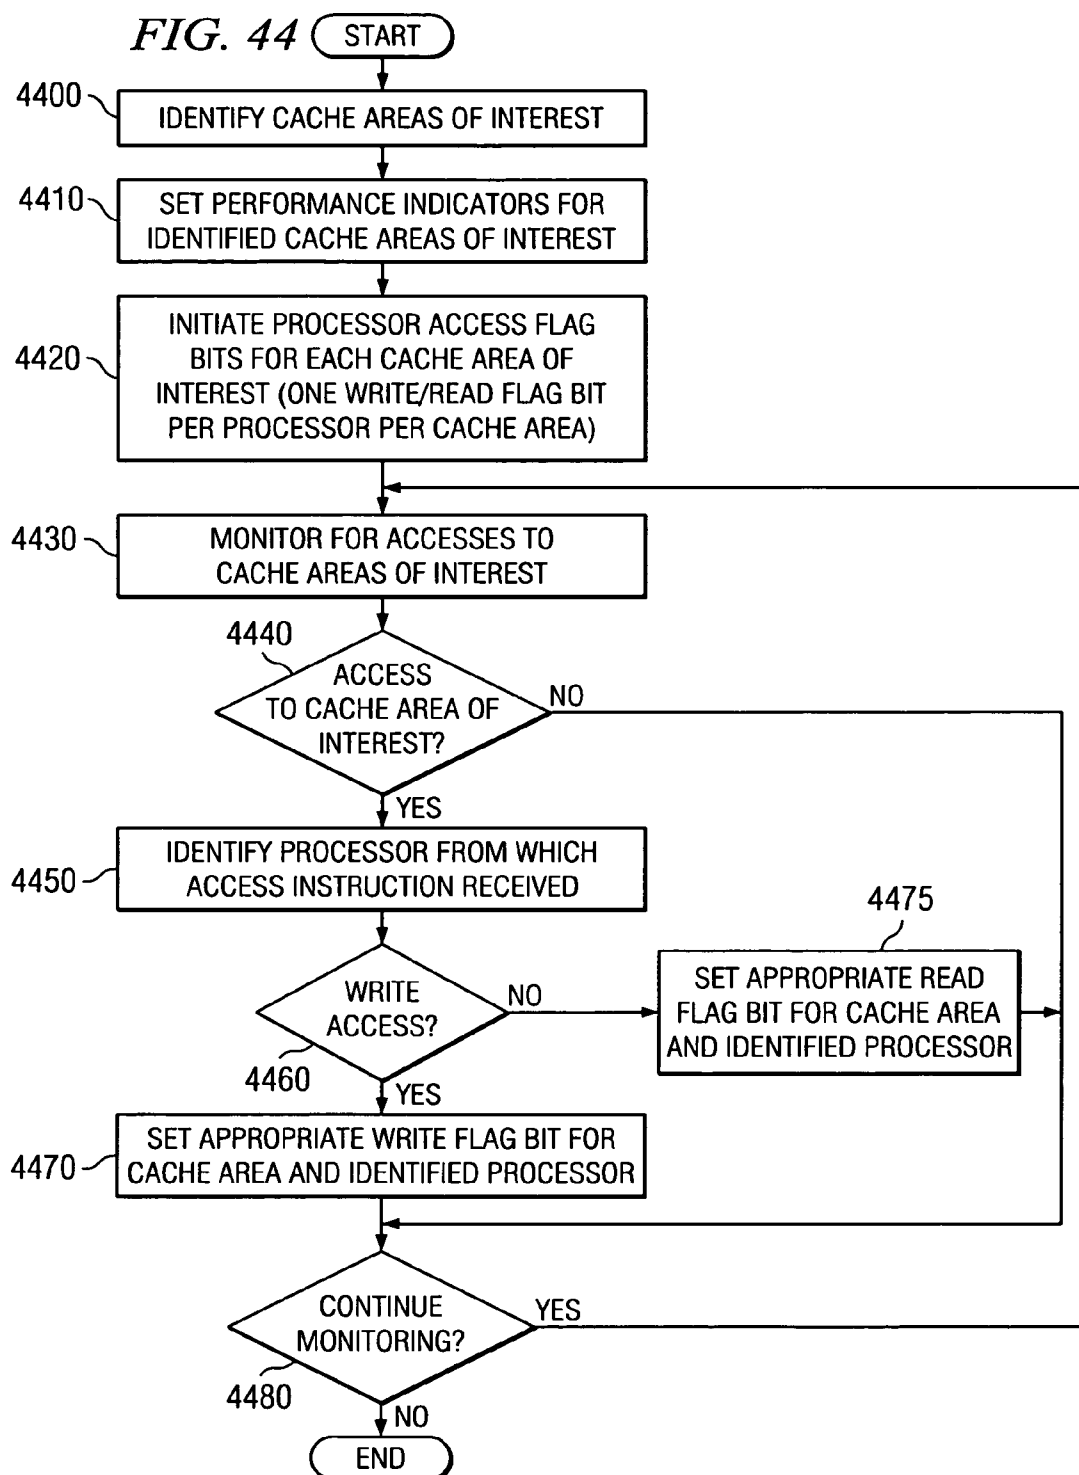 FIG. 44
START
4400
IDENTIFY CACHE AREAS OF INTEREST
4410
SET PERFORMANCE INDICATORS FOR
IDENTIFIED CACHE AREAS OF INTEREST
4420
INITIATE PROCESSOR ACCESS FLAG
BITS FOR EACH CACHE AREA OF
INTEREST (ONE WRITE/READ FLAG BIT
PER PROCESSOR PER CACHE AREA)
4430
MONITOR FOR ACCESSES TO
CACHE AREAS OF INTEREST
4440
ACCESS
TO CACHE AREA OF
INTEREST?
NO
YES
4450
IDENTIFY PROCESSOR FROM WHICH
ACCESS INSTRUCTION RECEIVED
4460
WRITE
ACCESS?
NO
4475
SET APPROPRIATE READ
FLAG BIT FOR CACHE AREA
AND IDENTIFIED PROCESSOR
YES
4470
SET APPROPRIATE WRITE FLAG BIT FOR
CACHE AREA AND IDENTIFIED PROCESSOR
CONTINUE
MONITORING?
YES
4480
NO
END